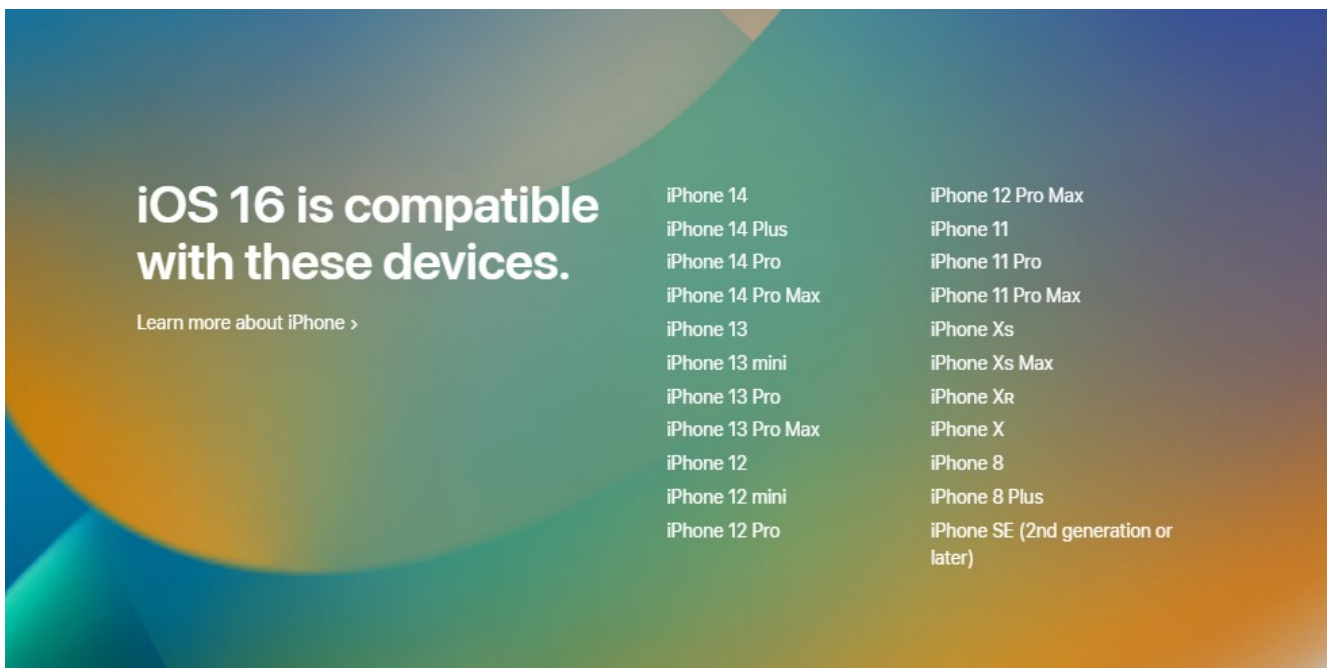 iOS 16 is compatible
with these devices.
Learn more about iPhone >
iPhone 14
iPhone 14 Plus
iPhone 14 Pro
iPhone 14 Pro Max
iPhone 13
iPhone 13 mini
iPhone 13 Pro
iPhone 13 Pro Max
iPhone 12
iPhone 12 mini
iPhone 12 Pro
iPhone 12 Pro Max
iPhone 11
iPhone 11 Pro
iPhone 11 Pro Max
iPhone Xs
iPhone Xs Max
iPhone XR
iPhone X
iPhone 8
iPhone 8 Plus
iPhone SE (2nd generation or
later)